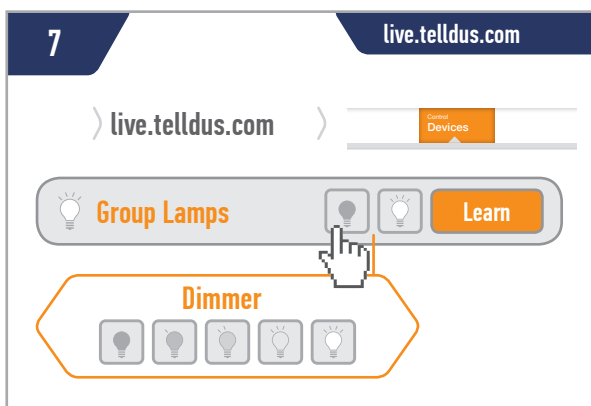 7
live.telldus.com
live.telldus.com
Control
Devices
Group Lamps
Learn
Dimmer